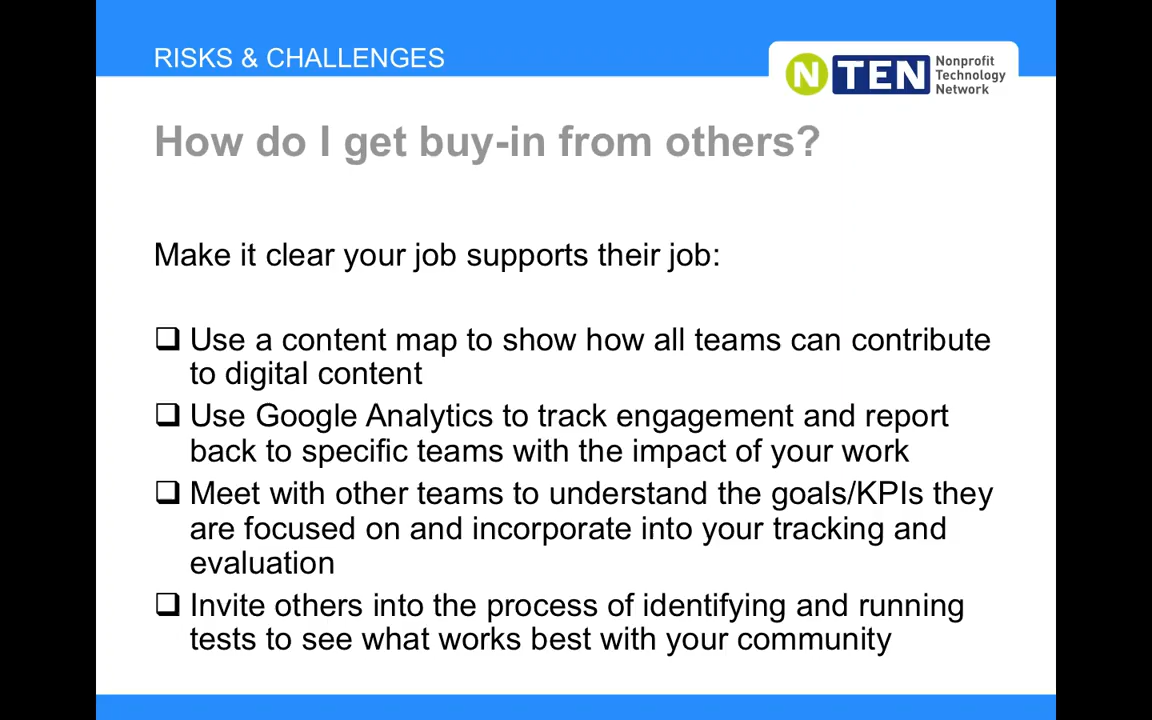 RISKS & CHALLENGES
N TEN Nonprofit
Technology
Network
How do I get buy-in from others?
Make it clear your job supports their job:
❑ Use a content map to show how all teams can contribute
to digital content
❑ Use Google Analytics to track engagement and report
back to specific teams with the impact of your work
❑ Meet with other teams to understand the goals/KPIs they
are focused on and incorporate into your tracking and
evaluation
❑ Invite others into the process of identifying and running
tests to see what works best with your community